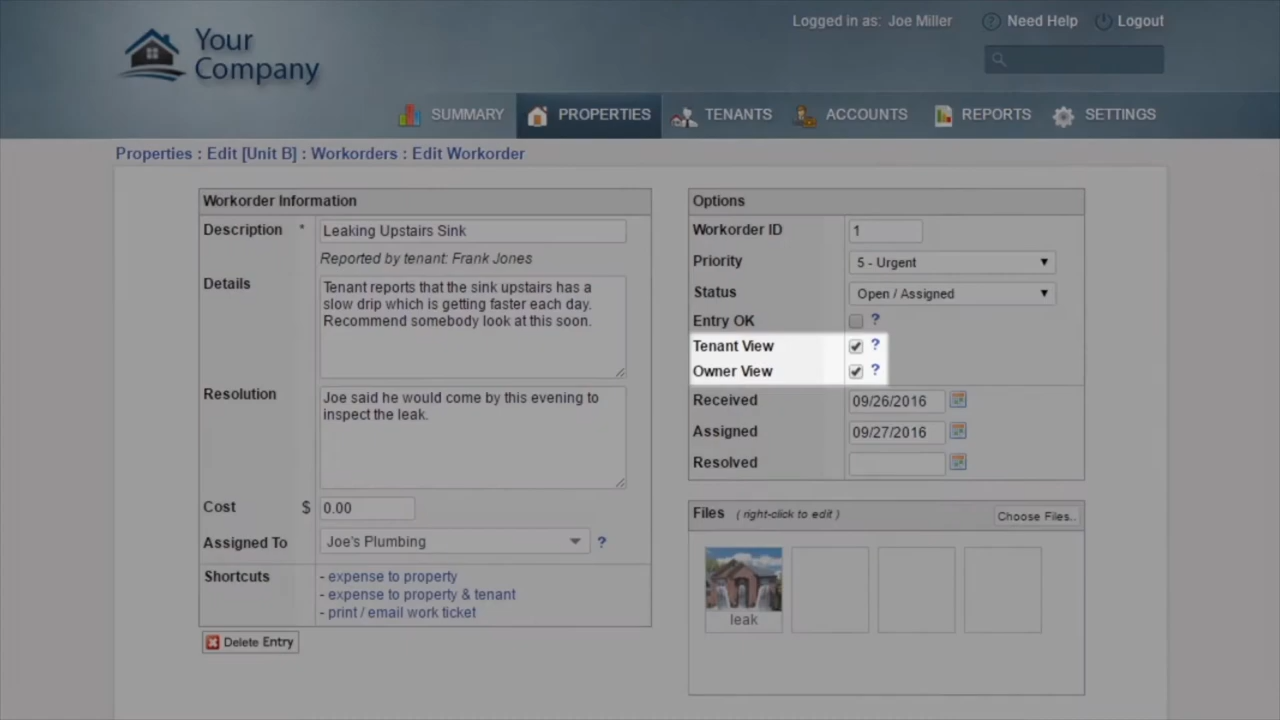 Logged in as: Joe Miller
Need Help
Logout
Your
Company
SUMMARY
PROPERTIES
TENANTS
ACCOUNTS
REPORTS
SETTINGS
Properties : Edit [Unit B] : Workorders : Edit Workorder
Workorder Information
Description * Leaking Upstairs Sink
Reported by tenant: Frank Jones
Details
Tenant reports that the sink upstairs has a
slow drip which is getting faster each day.
Recommend somebody look at this soon.
Resolution
Joe said he would come by this evening to
inspect the leak.
Cost $ 0.00
Assigned To Joe's Plumbing ?
Shortcuts
- expense to property
- expense to property & tenant
- print / email work ticket
Delete Entry
Options
Workorder ID 1
Priority 5 - Urgent
Status Open / Assigned
Entry OK ?
Tenant View ?
Owner View ?
Received 09/26/2016
Assigned 09/27/2016
Resolved
Files ( right-click to edit ) Choose Files..
leak